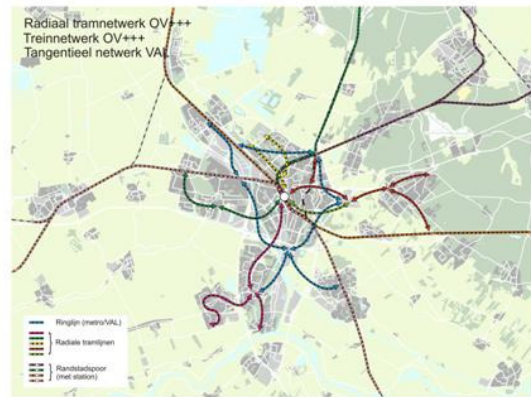 Radiaal tramnetwerk OV+++
Treinnetwerk OV+++
Tangentieel netwerk VAL
Ringlijn (metro/VAL)
Radiale tramlijnen
Randstadspoor
(met station)